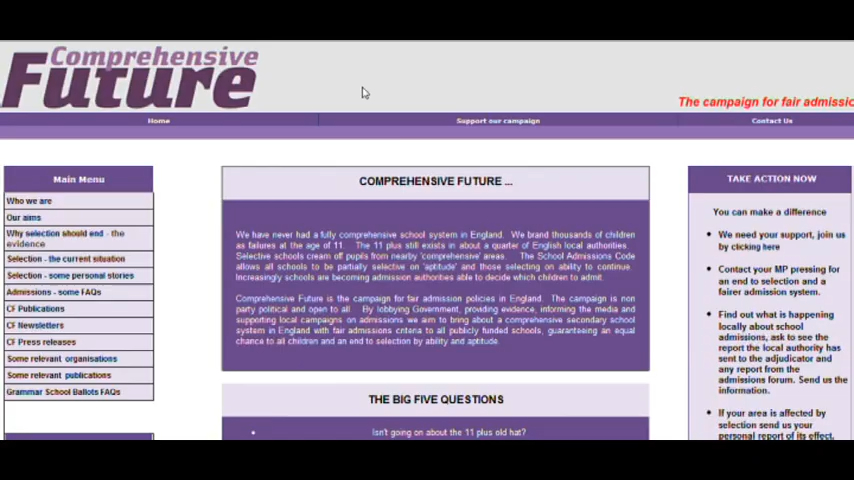 Comprehensive
Future
The campaign for fair admissio
Home
Support our campaign
Contact Us
Main Menu
Who we are
Our aims
Why selection should end - the
evidence
Selection - the current situation
Selection - some personal stories
Admissions - some FAQs
CF Publications
CF Newsletters
CF Press releases
Some relevant organisations
Some relevant publications
Grammar School Ballots FAQs
COMPREHENSIVE FUTURE ...
We have never had a fully comprehensive school system in England. We brand thousands of children
as failures at the age of 11. The 11 plus still exists in about a quarter of English local authorities.
Selective schools cream off pupils from nearby 'comprehensive' areas. The School Admissions Code
allows all schools to be partially selective on 'aptitude' and those selecting on ability to continue.
Increasingly schools are becoming admission authorities able to decide which children to admit.
Comprehensive Future is the campaign for fair admission policies in England. The campaign is non
party political and open to all. By lobbying Government, providing evidence, informing the media and
supporting local campaigns on admissions we aim to bring about a comprehensive secondary school
system in England with fair admissions criteria to all publicly funded schools, guaranteeing an equal
chance to all children and an end to selection by ability and aptitude.
THE BIG FIVE QUESTIONS
• Isn't going on about the 11 plus old hat?
TAKE ACTION NOW
You can make a difference
• We need your support, join us
by clicking here
• Contact your MP pressing for
an end to selection and a
fairer admission system.
• Find out what is happening
locally about school
admissions, ask to see the
report the local authority has
sent to the adjudicator and
any report from the
admissions forum. Send us the
information.
• If your area is affected by
selection send us your
personal report of its effect,